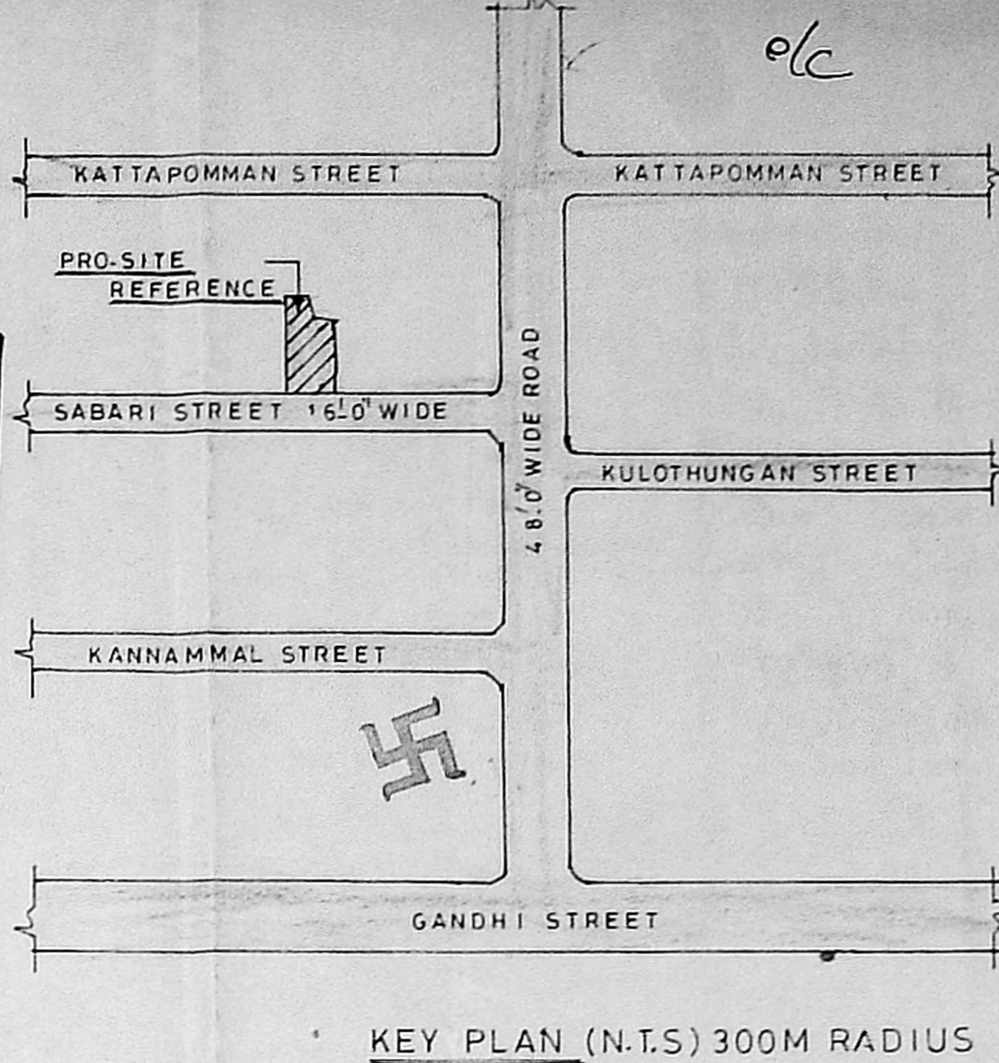 e/c
KATTAPOMMAN STREET
KATTAPOMMAN STREET
PRO-SITE
REFERENCE
SABARI STREET 16'-0" WIDE
48'.0" WIDE ROAD
KULOTHUNGAN STREET
KANNAMMAL STREET
GANDHI STREET
KEY PLAN (N.T.S) 300M RADIUS